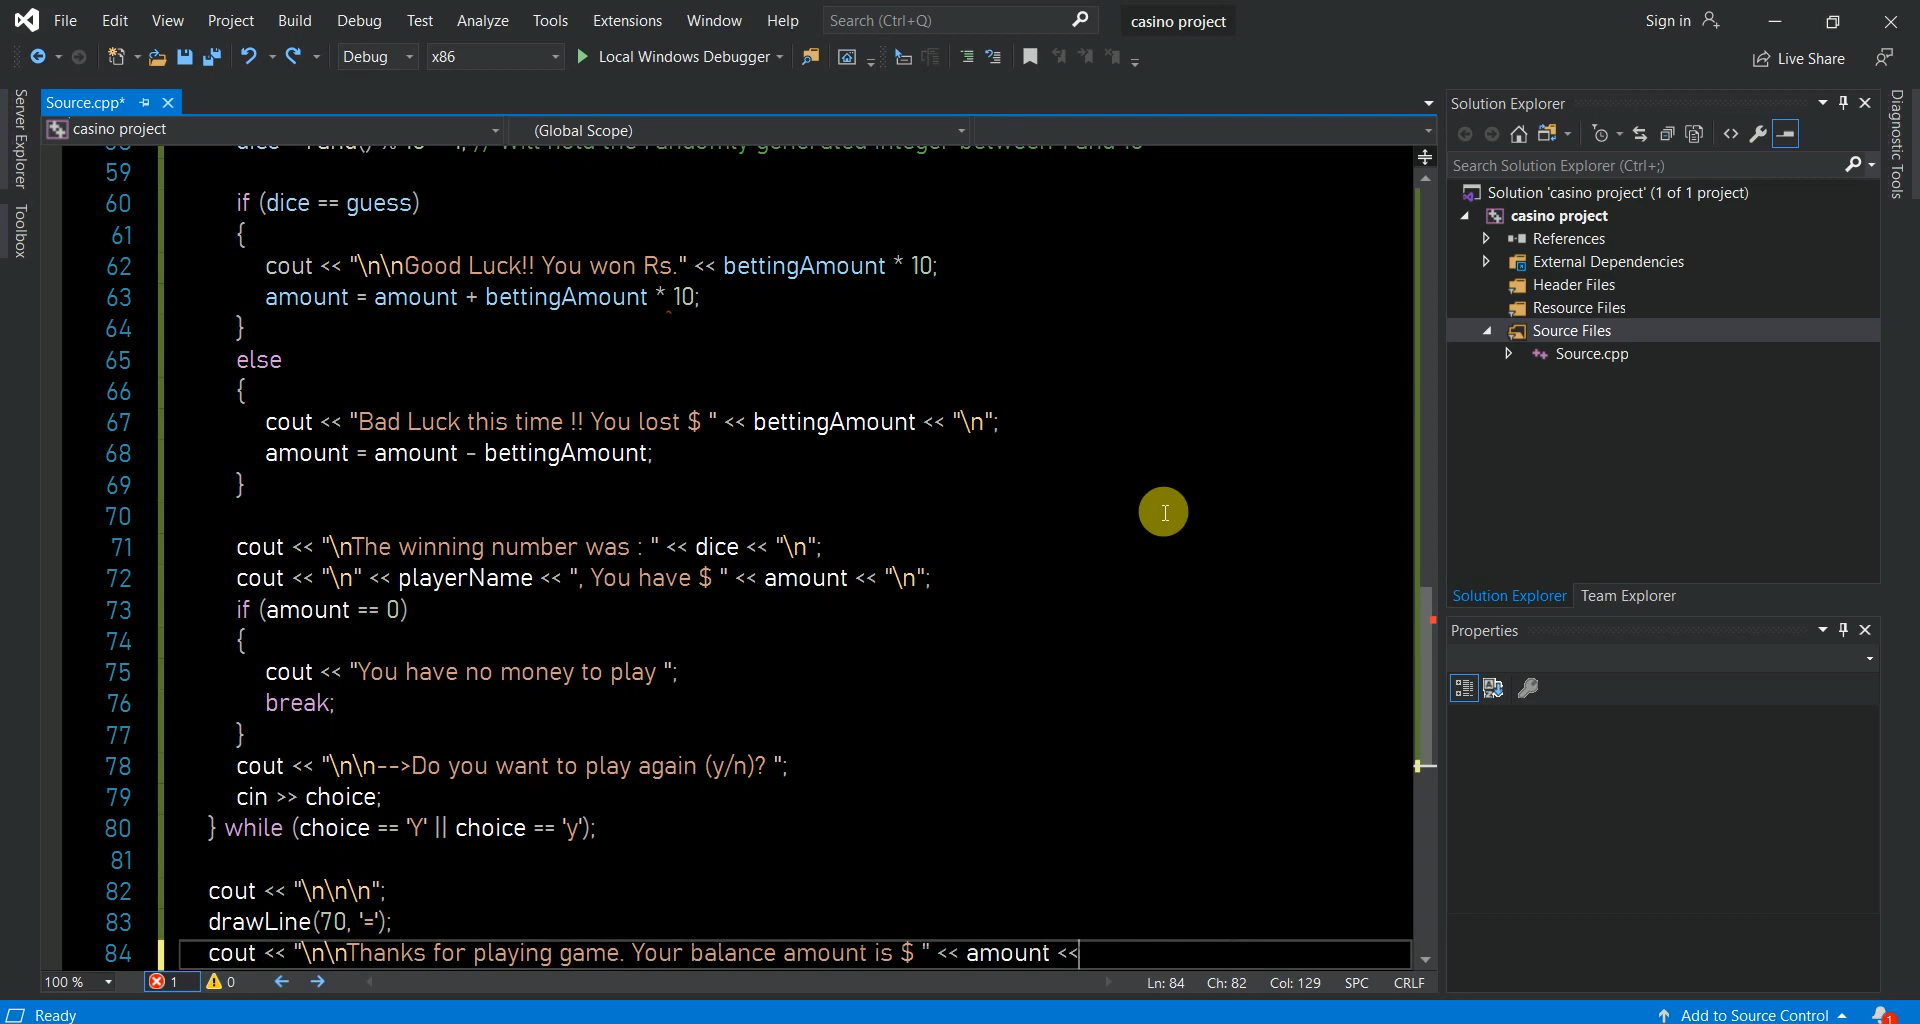 File Edit View Project Build Debug Test Analyze Tools Extensions Window Help Search (Ctrl+Q) casino project Sign in
Debug x86 Local Windows Debugger Live Share
Server Explorer
Toolbox
Source.cpp*
casino project (Global Scope)
59
60 if (dice == guess)
61 {
62 cout << "\n\nGood Luck!! You won Rs." << bettingAmount * 10;
63 amount = amount + bettingAmount * 10;
64 }
65 else
66 {
67 cout << "Bad Luck this time !! You lost $ " << bettingAmount << "\n";
68 amount = amount - bettingAmount;
69 }
70
71 cout << "\nThe winning number was : " << dice << "\n";
72 cout << "\n" << playerName << ", You have $ " << amount << "\n";
73 if (amount == 0)
74 {
75 cout << "You have no money to play ";
76 break;
77 }
78 cout << "\n\n-->Do you want to play again (y/n)? ";
79 cin >> choice;
80 } while (choice == 'Y' || choice == 'y');
81
82 cout << "\n\n\n";
83 drawLine(70, '=');
84 cout << "\n\nThanks for playing game. Your balance amount is $ " << amount <<
100 % 1 0 Ln: 84 Ch: 82 Col: 129 SPC CRLF
Solution Explorer
Search Solution Explorer (Ctrl+;)
Solution 'casino project' (1 of 1 project)
casino project
References
External Dependencies
Header Files
Resource Files
Source Files
Source.cpp
Solution Explorer Team Explorer
Properties
Diagnostic Tools
Ready Add to Source Control 1